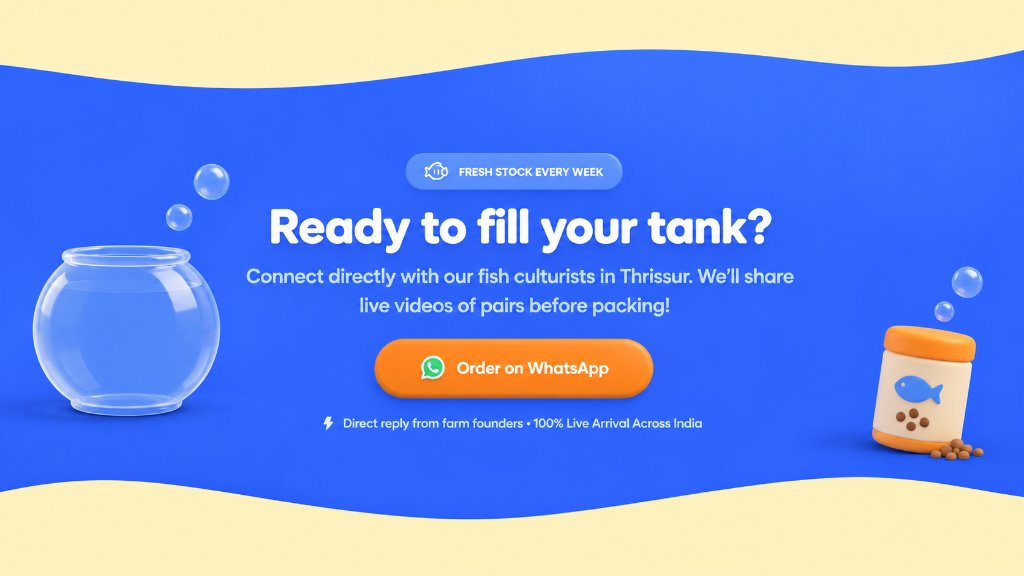 FRESH STOCK EVERY WEEK
Ready to fill your tank?
Connect directly with our fish culturists in Thrissur. We’ll share
live videos of pairs before packing!
Order on WhatsApp
Direct reply from farm founders • 100% Live Arrival Across India